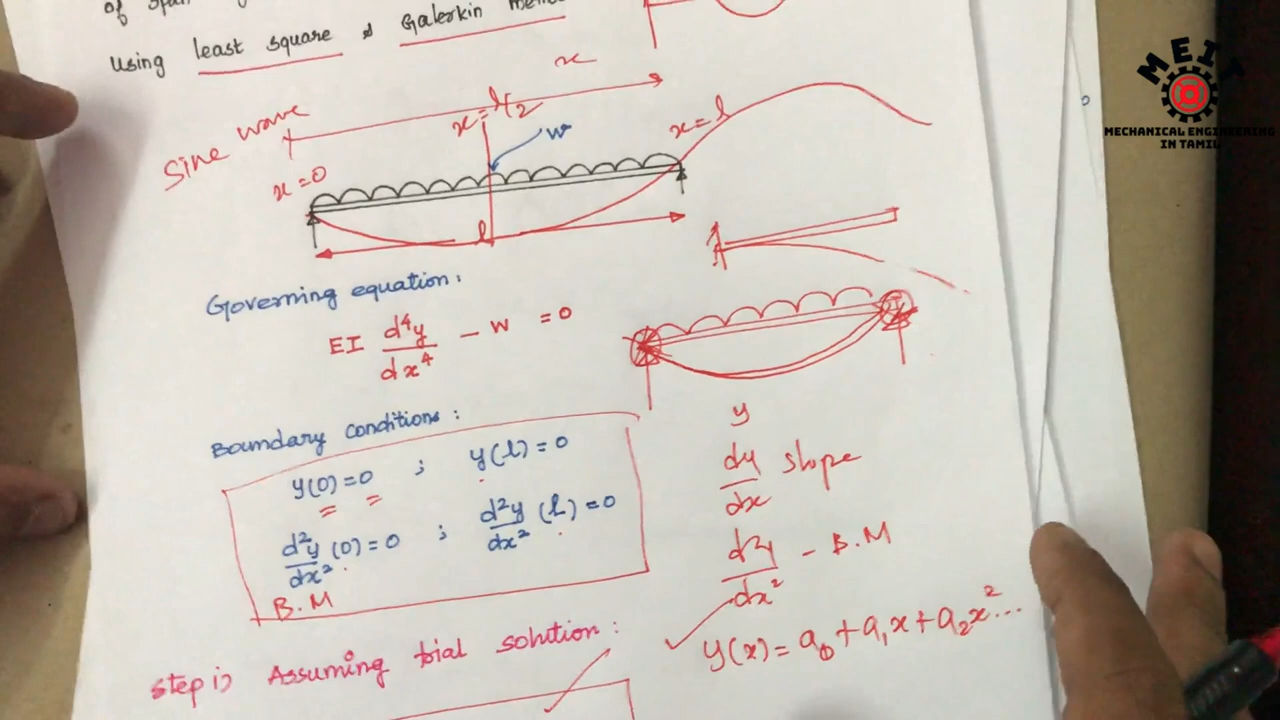 of span
using least square & Galerkin
Sine wave
x
x=0
x=l/2
w
x=l
l
Governing equation:
EI d⁴y/dx⁴ - w = 0
Boundary conditions:
y(0)=0 ; y(l)=0
d²y/dx² (0)=0 ; d²y/dx² (l)=0
B.M
y
dy/dx slope
d²y/dx² - B.M
y(x)= a₀+a₁x+a₂x²...
step i) Assuming trial solution:
MEIT
MECHANICAL ENGINEERING
IN TAMIL